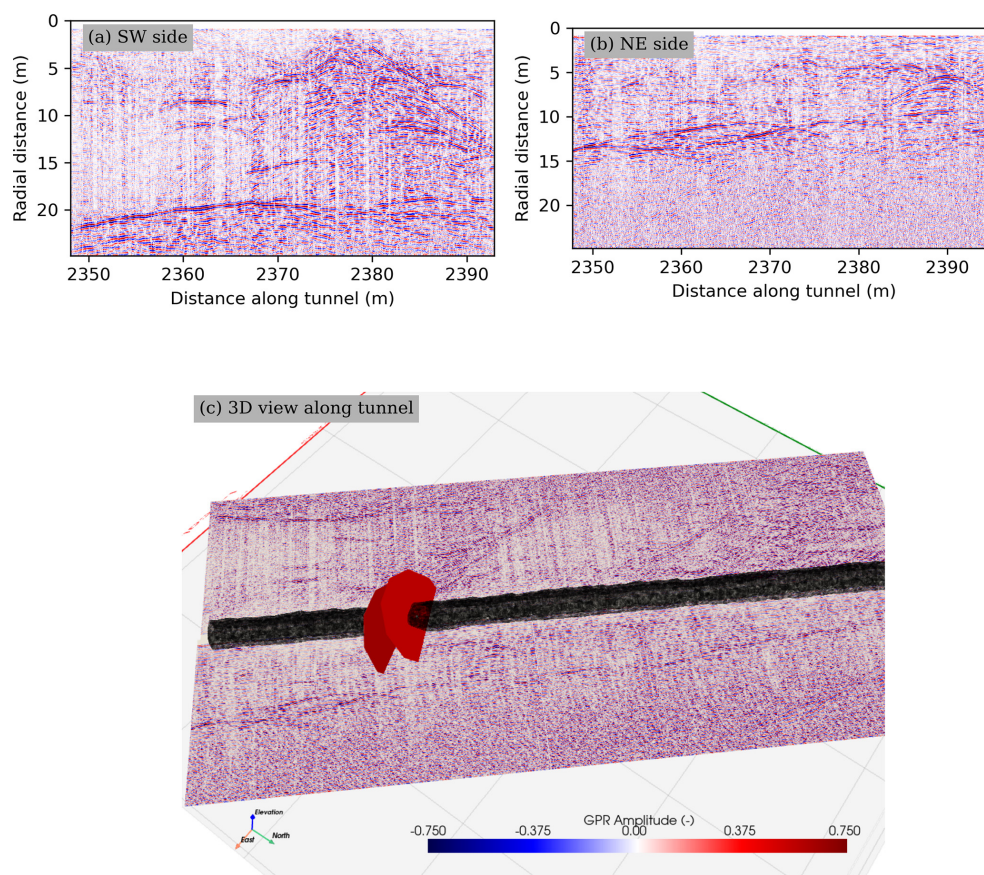 (a) SW side
0
5
10
15
20
Radial distance (m)
2350 2360 2370 2380 2390
Distance along tunnel (m)
(b) NE side
0
5
10
15
20
Radial distance (m)
2350 2360 2370 2380 2390
Distance along tunnel (m)
(c) 3D view along tunnel
Elevation
East
North
GPR Amplitude (-)
-0.750 -0.375 0.00 0.375 0.750